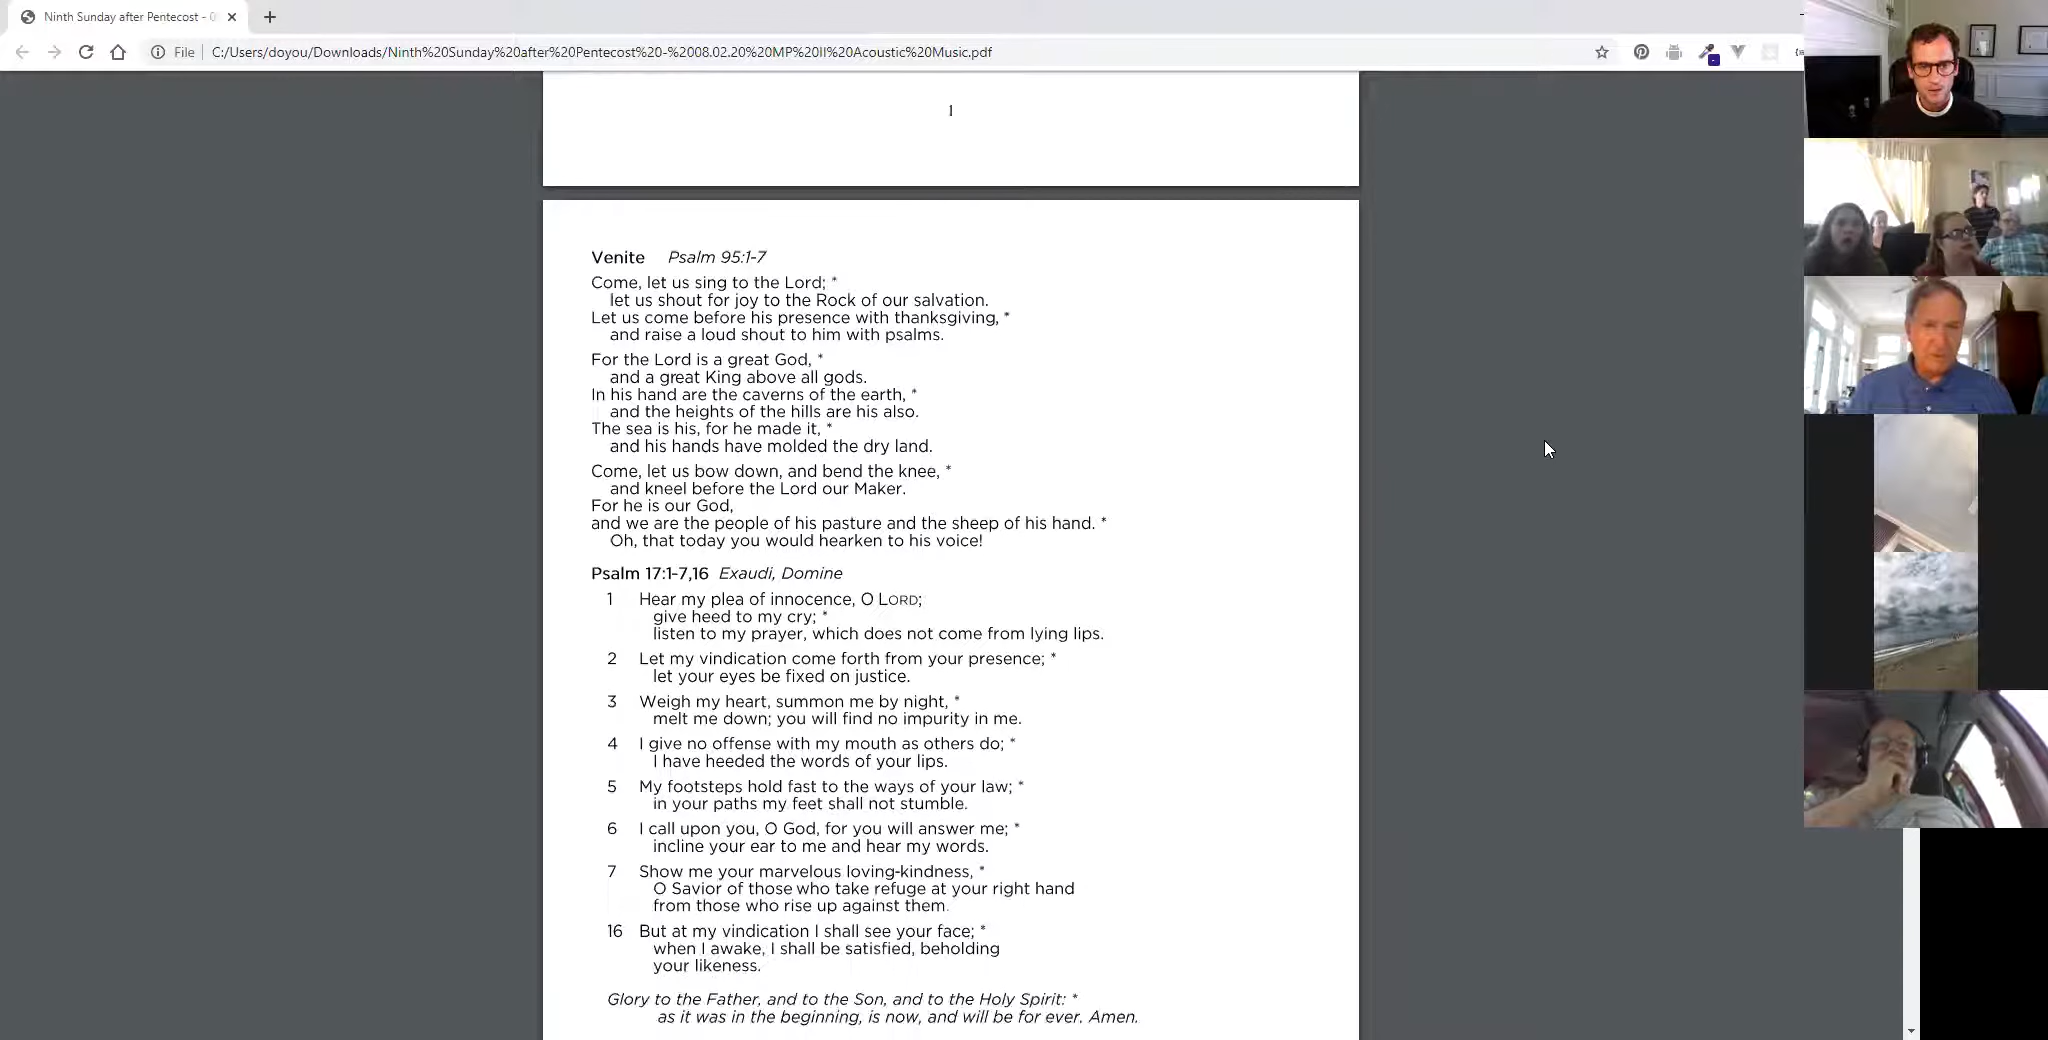 Ninth Sunday after Pentecost - 0
File
C:/Users/doyou/Downloads/Ninth%20Sunday%20after%20Pentecost%20-%2008.02.20%20MP%20II%20Acoustic%20Music.pdf
1
Venite Psalm 95:1-7
Come, let us sing to the Lord; *
let us shout for joy to the Rock of our salvation.
Let us come before his presence with thanksgiving, *
and raise a loud shout to him with psalms.
For the Lord is a great God, *
and a great King above all gods.
In his hand are the caverns of the earth, *
and the heights of the hills are his also.
The sea is his, for he made it, *
and his hands have molded the dry land.
Come, let us bow down, and bend the knee, *
and kneel before the Lord our Maker.
For he is our God,
and we are the people of his pasture and the sheep of his hand. *
Oh, that today you would hearken to his voice!
Psalm 17:1-7,16 Exaudi, Domine
1 Hear my plea of innocence, O LORD;
give heed to my cry; *
listen to my prayer, which does not come from lying lips.
2 Let my vindication come forth from your presence; *
let your eyes be fixed on justice.
3 Weigh my heart, summon me by night, *
melt me down; you will find no impurity in me.
4 I give no offense with my mouth as others do; *
I have heeded the words of your lips.
5 My footsteps hold fast to the ways of your law; *
in your paths my feet shall not stumble.
6 I call upon you, O God, for you will answer me; *
incline your ear to me and hear my words.
7 Show me your marvelous loving-kindness, *
O Savior of those who take refuge at your right hand
from those who rise up against them.
16 But at my vindication I shall see your face; *
when I awake, I shall be satisfied, beholding
your likeness.
Glory to the Father, and to the Son, and to the Holy Spirit: *
as it was in the beginning, is now, and will be for ever. Amen.